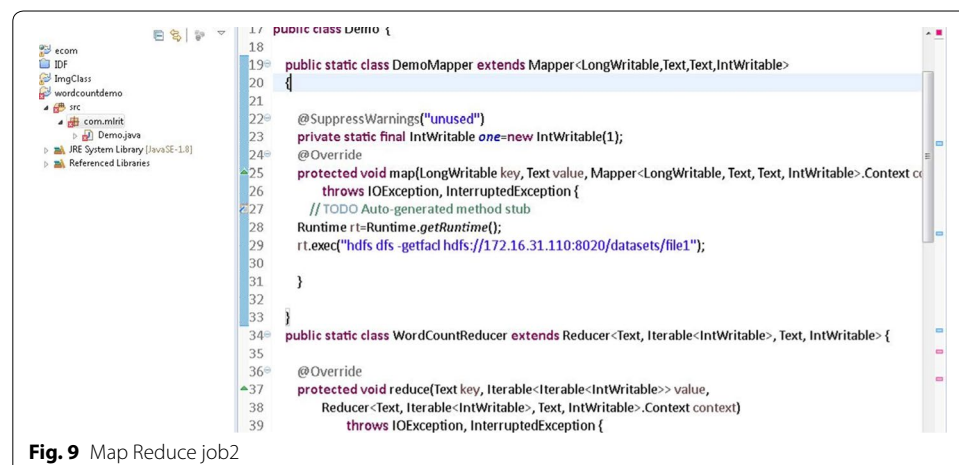 ecom
IDF
ImgClass
wordcountdemo
src
com.mlrit
Demo.java
JRE System Library [JavaSE-1.8]
Referenced Libraries
17 public class Demo {
18
19 public static class DemoMapper extends Mapper<LongWritable,Text,Text,IntWritable>
20 {
21
22 @SuppressWarnings("unused")
23 private static final IntWritable one=new IntWritable(1);
24 @Override
25 protected void map(LongWritable key, Text value, Mapper<LongWritable, Text, Text, IntWritable>.Context co
26 throws IOException, InterruptedException {
27 // TODO Auto-generated method stub
28 Runtime rt=Runtime.getRuntime();
29 rt.exec("hdfs dfs -getfacl hdfs://172.16.31.110:8020/datasets/file1");
30
31 }
32
33 }
34 public static class WordCountReducer extends Reducer<Text, Iterable<IntWritable>, Text, IntWritable> {
35
36 @Override
37 protected void reduce(Text key, Iterable<Iterable<IntWritable>> value,
38 Reducer<Text, Iterable<IntWritable>, Text, IntWritable>.Context context)
39 throws IOException, InterruptedException {
Fig. 9 Map Reduce job2